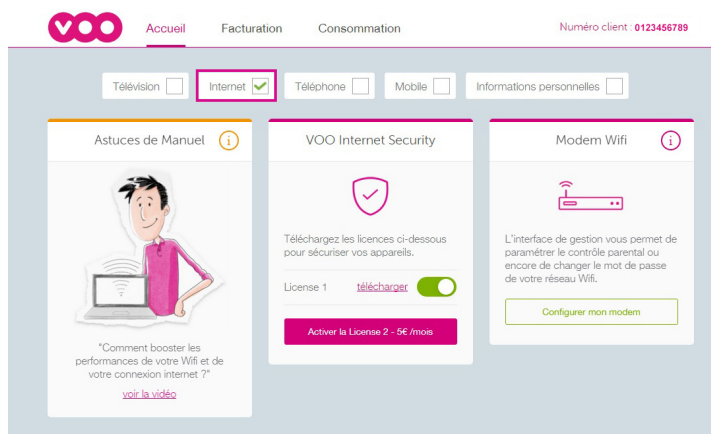 VOO
Accueil Facturation Consommation Numéro client : 0123456789
Télévision Internet Téléphone Mobile Informations personnelles
Astuces de Manuel i
"Comment booster les
performances de votre Wifi et de
votre connexion internet ?"
voir la vidéo
VOO Internet Security
Téléchargez les licences ci-dessous
pour sécuriser vos appareils.
License 1 télécharger
Activer la License 2 - 5€ /mois
Modem Wifi i
L'interface de gestion vous permet de
paramétrer le contrôle parental ou
encore de changer le mot de passe
de votre réseau Wifi.
Configurer mon modem